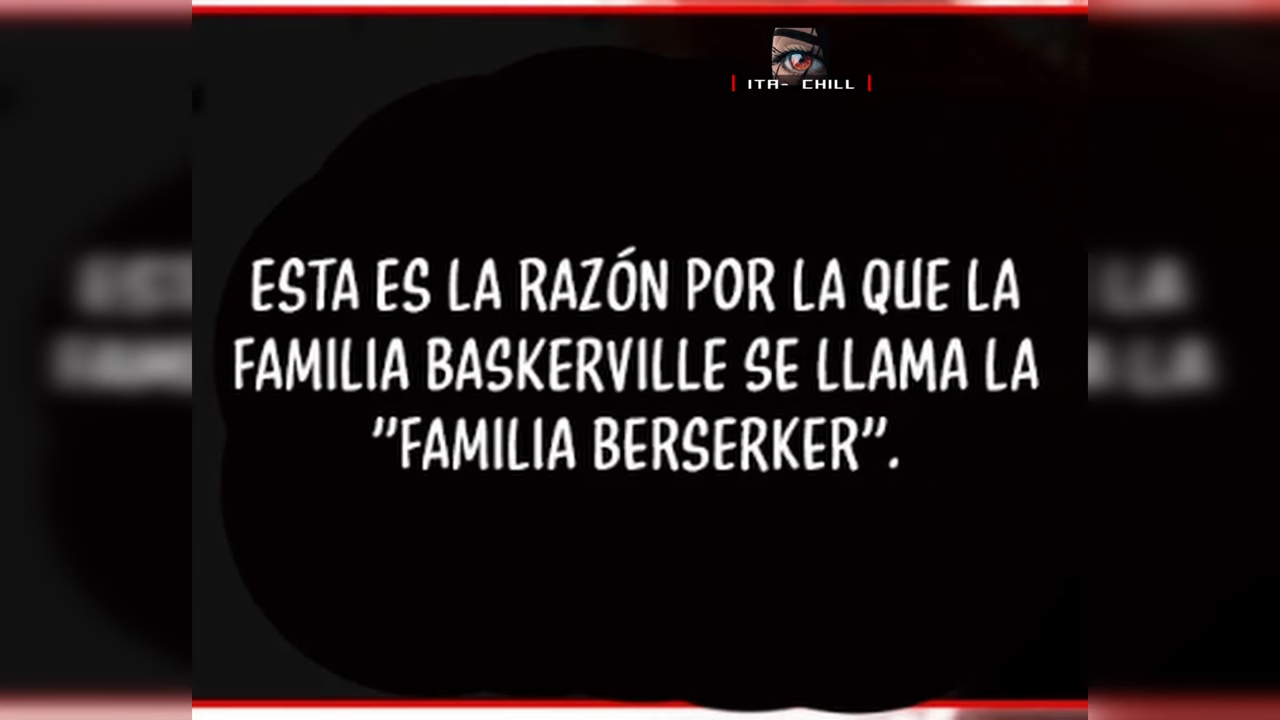 | ITA- CHILL |
ESTA ES LA RAZÓN POR LA QUE LA
FAMILIA BASKERVILLE SE LLAMA LA
"FAMILIA BERSERKER".